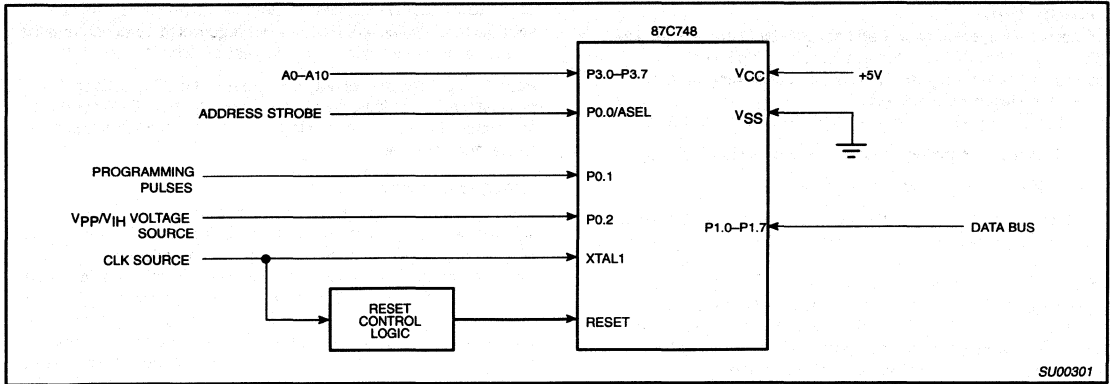 87C748
A0–A10
P3.0–P3.7
VCC
+5V
ADDRESS STROBE
P0.0/ASEL
VSS
PROGRAMMING
PULSES
P0.1
VPP/VIH VOLTAGE
SOURCE
P0.2
P1.0–P1.7
DATA BUS
CLK SOURCE
XTAL1
RESET
CONTROL
LOGIC
RESET
SU00301